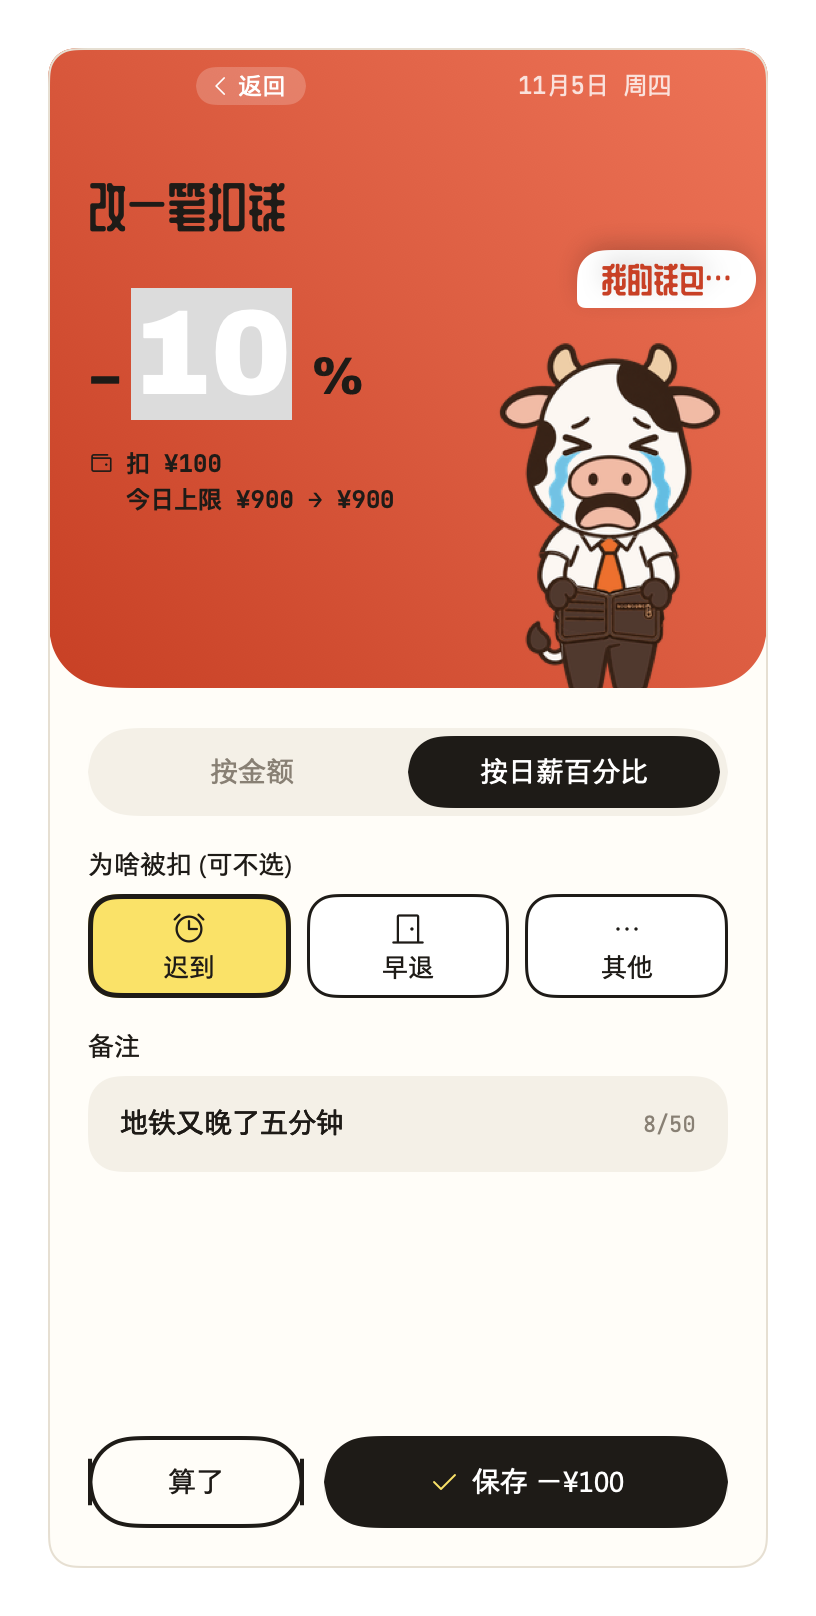 返回
11月5日 周四
改一笔扣钱
我的钱包…
– 10 %
扣 ¥100
今日上限 ¥900 → ¥900
按金额
按日薪百分比
为啥被扣 (可不选)
迟到
早退
其他
备注
地铁又晚了五分钟
8/50
算了
保存 －¥100